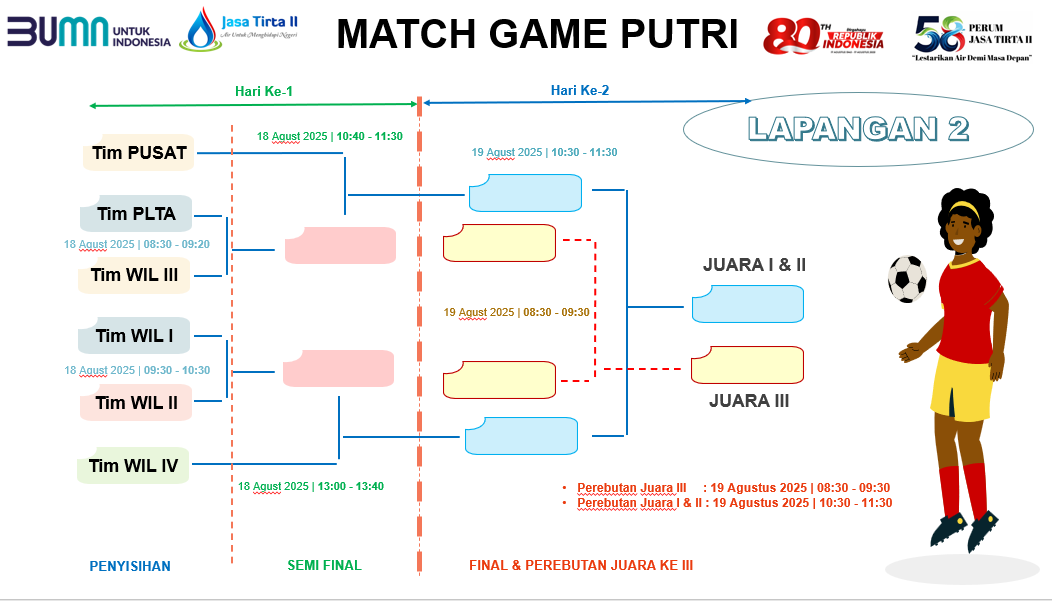 BUMN UNTUK INDONESIA
Jasa Tirta II
Air Untuk Menghidupi Negeri
MATCH GAME PUTRI
80TH
REPUBLIK
INDONESIA
58 PERUM
JASA TIRTA II
"Lestarikan Air Demi Masa Depan"
Hari Ke-1
Hari Ke-2
LAPANGAN 2
18 Agust 2025 | 10:40 - 11:30
19 Agust 2025 | 10:30 - 11:30
Tim PUSAT
Tim PLTA
18 Agust 2025 | 08:30 - 09:20
Tim WIL III
JUARA I & II
19 Agust 2025 | 08:30 - 09:30
Tim WIL I
18 Agust 2025 | 09:30 - 10:30
Tim WIL II
JUARA III
Tim WIL IV
18 Agust 2025 | 13:00 - 13:40
• Perebutan Juara III : 19 Agustus 2025 | 08:30 - 09:30
• Perebutan Juara I & II : 19 Agustus 2025 | 10:30 - 11:30
PENYISIHAN
SEMI FINAL
FINAL & PEREBUTAN JUARA KE III